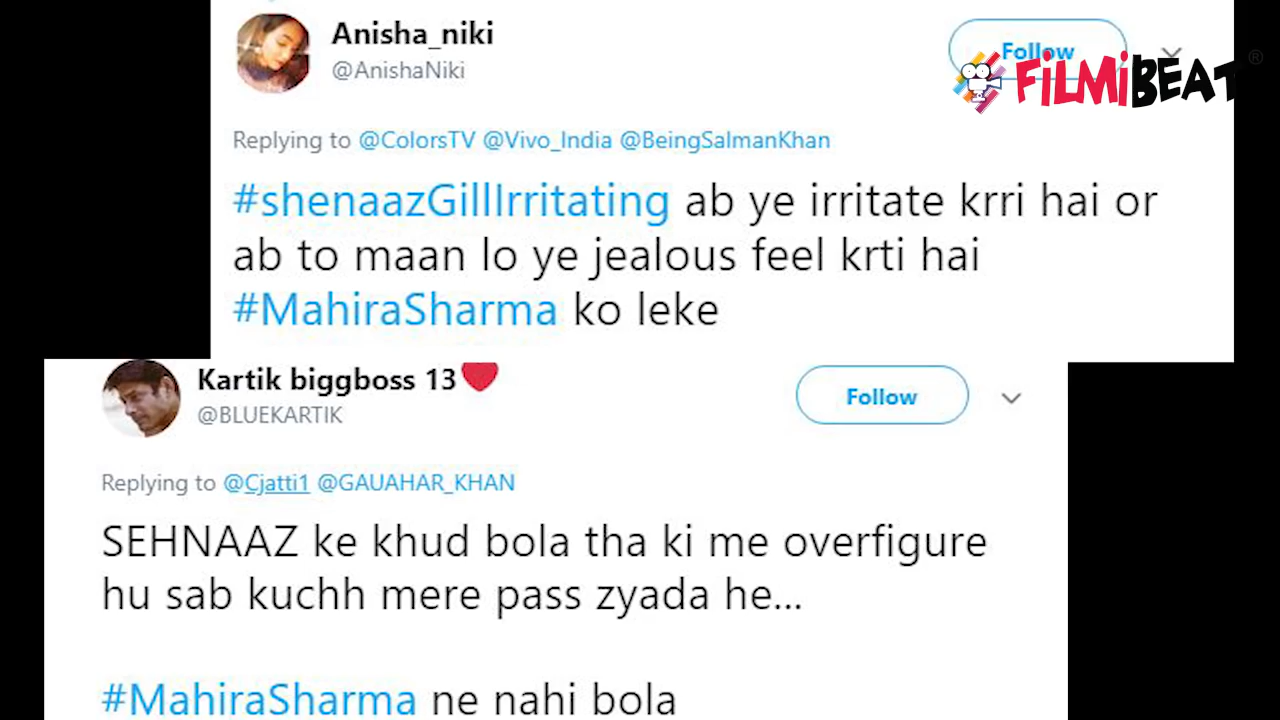 Anisha_niki
@AnishaNiki
Follow
FiLMiBEAT ®
Replying to @ColorsTV @Vivo_India @BeingSalmanKhan
#shenaazGillIrritating ab ye irritate krri hai or
ab to maan lo ye jealous feel krti hai
#MahiraSharma ko leke
Kartik biggboss 13❤
@BLUEKARTIK
Follow
Replying to @Cjatti1 @GAUAHAR_KHAN
SEHNAAZ ke khud bola tha ki me overfigure
hu sab kuchh mere pass zyada he...
#MahiraSharma ne nahi bola